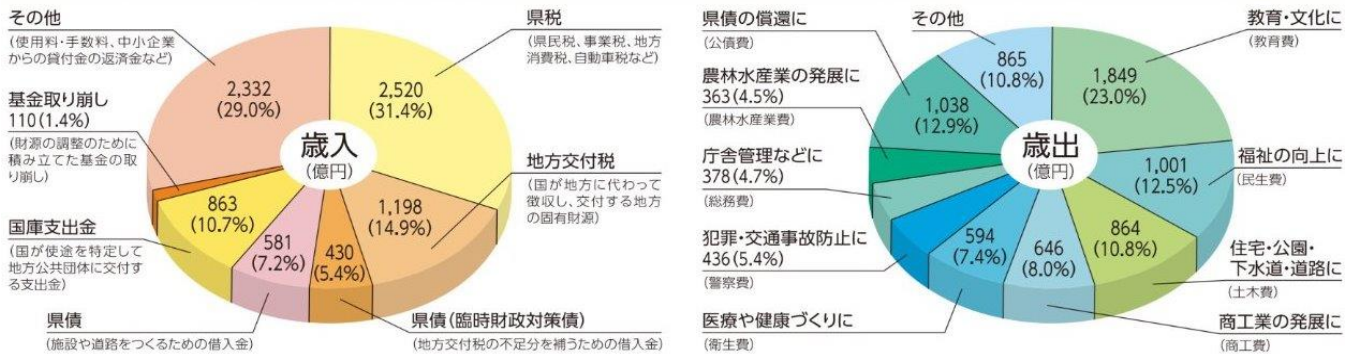 その他
(使用料・手数料、中小企業
からの貸付金の返済金など)
2,332
(29.0%)
県税
(県民税、事業税、地方
消費税、自動車税など)
2,520
(31.4%)
基金取り崩し
110(1.4%)
(財源の調整のために
積み立てた基金の取
り崩し)
歳入
(億円)
地方交付税
(国が地方に代わって
徴収し、交付する地方
の固有財源)
1,198
(14.9%)
国庫支出金
(国が使途を特定して
地方公共団体に交付す
る支出金)
863
(10.7%)
581
(7.2%)
430
(5.4%)
県債
(施設や道路をつくるための借入金)
県債(臨時財政対策債)
(地方交付税の不足分を補うための借入金)
県債の償還に
(公債費)
1,038
(12.9%)
その他
865
(10.8%)
教育・文化に
(教育費)
1,849
(23.0%)
農林水産業の発展に
363(4.5%)
(農林水産業費)
歳出
(億円)
庁舎管理などに
378(4.7%)
(総務費)
福祉の向上に
(民生費)
1,001
(12.5%)
犯罪・交通事故防止に
436(5.4%)
(警察費)
594
(7.4%)
646
(8.0%)
864
(10.8%)
住宅・公園・
下水道・道路に
(土木費)
医療や健康づくりに
(衛生費)
商工業の発展に
(商工費)